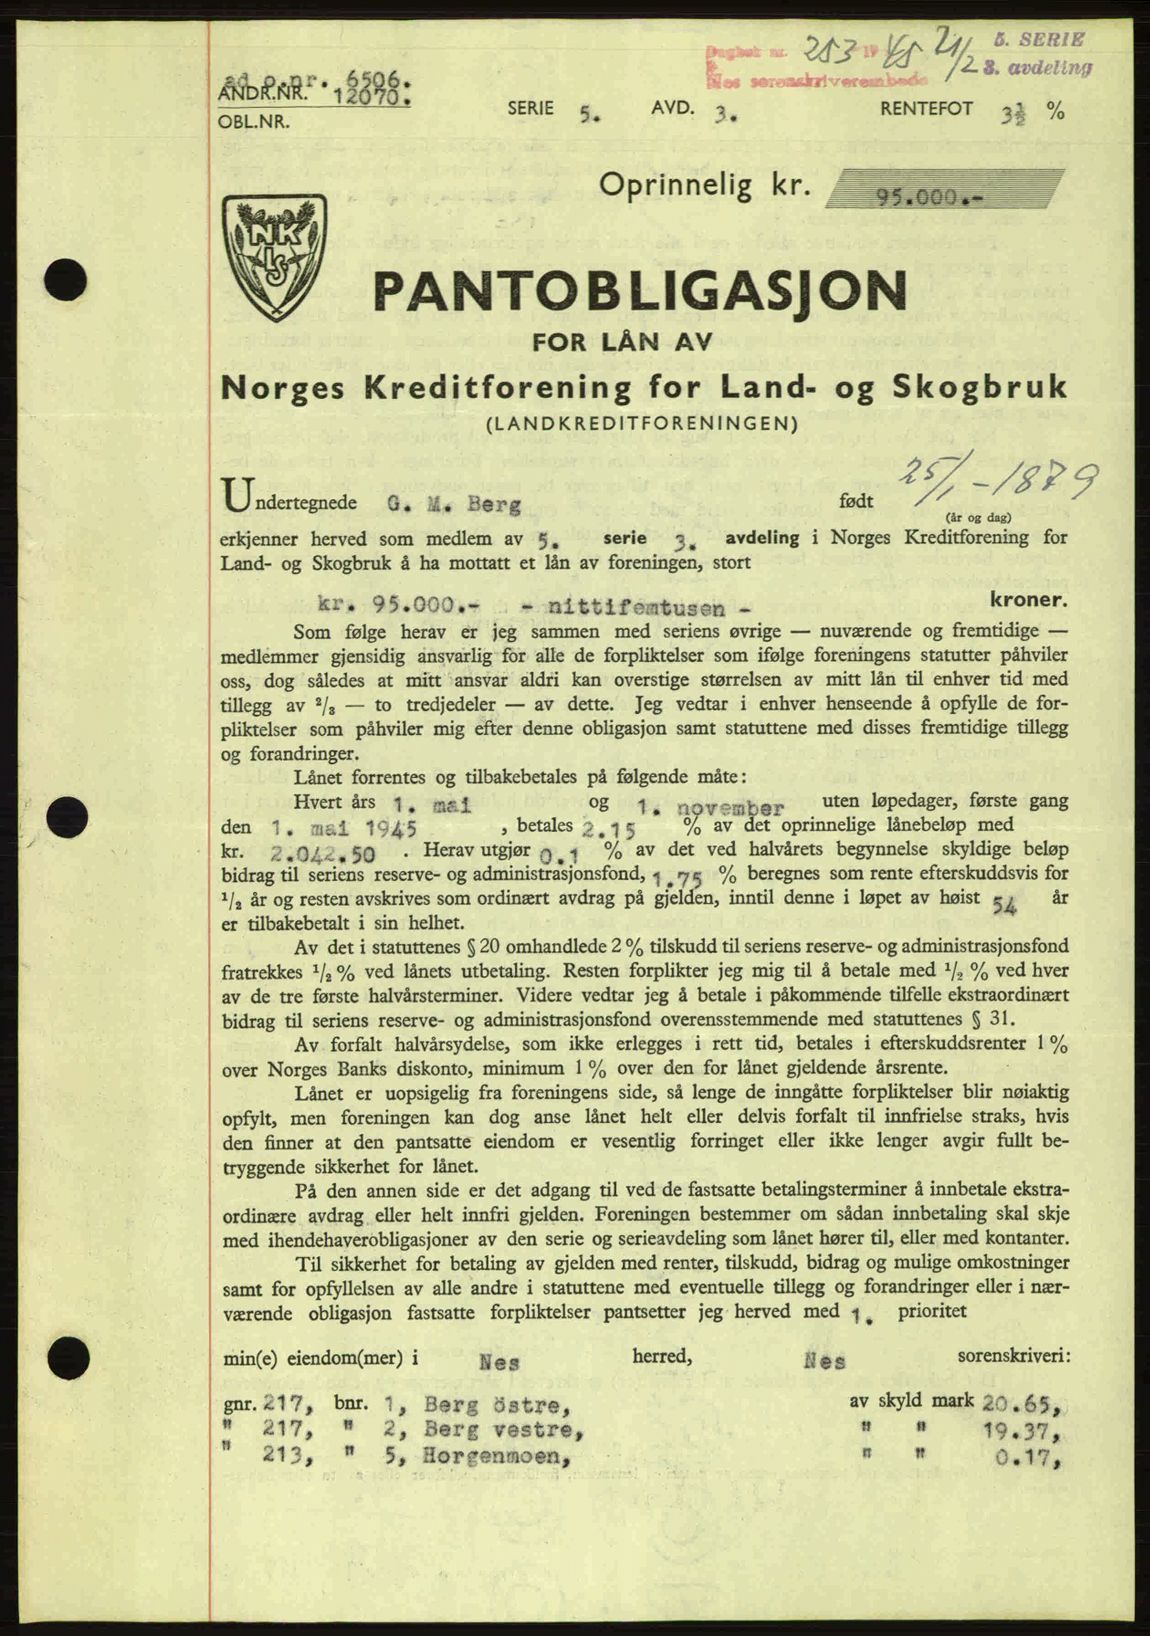 Dagbok nr. 253 1945 21/2
Nes sorenskriverembede
5. SERIE
3. avdeling
ad o.nr. 6506.
ANDR.NR. 12070.
OBL.NR.
SERIE 5. AVD. 3. RENTEFOT 3½ %
Oprinnelig kr. 95.000.-
NK
LS
PANTOBLIGASJON
FOR LÅN AV
Norges Kreditforening for Land- og Skogbruk
(LANDKREDITFORENINGEN)
Undertegnede G. M. Berg født 25/1-1879
(år og dag)
erkjenner herved som medlem av 5. serie 3. avdeling i Norges Kreditforening for
Land- og Skogbruk å ha mottatt et lån av foreningen, stort
kr. 95.000.- - nittifemtusen - kroner.
Som følge herav er jeg sammen med seriens øvrige — nuværende og fremtidige —
medlemmer gjensidig ansvarlig for alle de forpliktelser som ifølge foreningens statutter påhviler
oss, dog således at mitt ansvar aldri kan overstige størrelsen av mitt lån til enhver tid med
tillegg av ²/₃ — to tredjedeler — av dette. Jeg vedtar i enhver henseende å opfylle de for-
pliktelser som påhviler mig efter denne obligasjon samt statuttene med disses fremtidige tillegg
og forandringer.
Lånet forrentes og tilbakebetales på følgende måte:
Hvert års 1. mai og 1. november uten løpedager, første gang
den 1. mai 1945 , betales 2.15 % av det oprinnelige lånebeløp med
kr. 2.042.50 . Herav utgjør 0.1 % av det ved halvårets begynnelse skyldige beløp
bidrag til seriens reserve- og administrasjonsfond, 1.75 % beregnes som rente efterskuddsvis for
¹/₂ år og resten avskrives som ordinært avdrag på gjelden, inntil denne i løpet av høist 54 år
er tilbakebetalt i sin helhet.
Av det i statuttenes § 20 omhandlede 2 % tilskudd til seriens reserve- og administrasjonsfond
fratrekkes ¹/₂ % ved lånets utbetaling. Resten forplikter jeg mig til å betale med ¹/₂ % ved hver
av de tre første halvårsterminer. Videre vedtar jeg å betale i påkommende tilfelle ekstraordinært
bidrag til seriens reserve- og administrasjonsfond overensstemmende med statuttenes § 31.
Av forfalt halvårsydelse, som ikke erlegges i rett tid, betales i efterskuddsrenter 1 %
over Norges Banks diskonto, minimum 1 % over den for lånet gjeldende årsrente.
Lånet er uopsigelig fra foreningens side, så lenge de inngåtte forpliktelser blir nøiaktig
opfylt, men foreningen kan dog anse lånet helt eller delvis forfalt til innfrielse straks, hvis
den finner at den pantsatte eiendom er vesentlig forringet eller ikke lenger avgir fullt be-
tryggende sikkerhet for lånet.
På den annen side er det adgang til ved de fastsatte betalingsterminer å innbetale ekstra-
ordinære avdrag eller helt innfri gjelden. Foreningen bestemmer om sådan innbetaling skal skje
med ihendehaverobligasjoner av den serie og serieavdeling som lånet hører til, eller med kontanter.
Til sikkerhet for betaling av gjelden med renter, tilskudd, bidrag og mulige omkostninger
samt for opfyllelsen av alle andre i statuttene med eventuelle tillegg og forandringer eller i nær-
værende obligasjon fastsatte forpliktelser pantsetter jeg herved med 1. prioritet
min(e) eiendom(mer) i Nes herred, Nes sorenskriveri:
gnr. 217, bnr. 1, Berg östre, av skyld mark 20.65,
" 217, " 2, Berg vestre, " " 19.37,
" 213, " 5, Horgenmoen, " " 0.17,